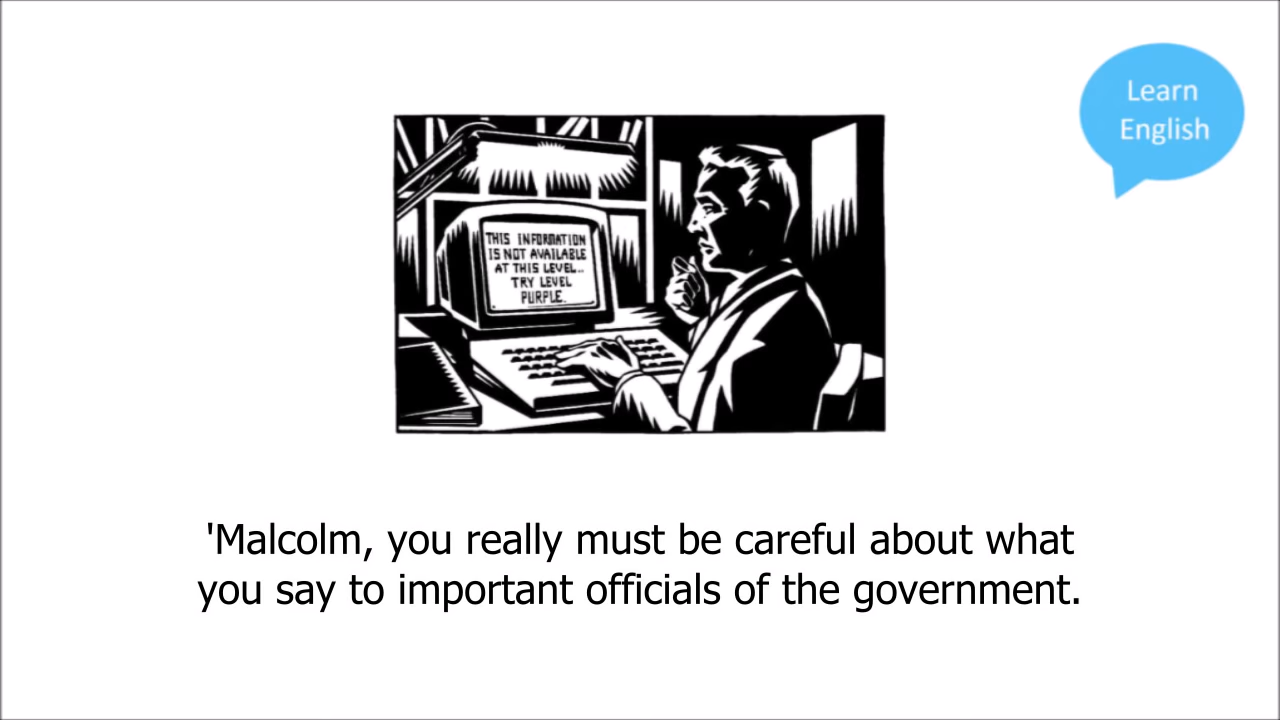 Learn
English
THIS INFORMATION
IS NOT AVAILABLE
AT THIS LEVEL..
TRY LEVEL
PURPLE.
'Malcolm, you really must be careful about what
you say to important officials of the government.